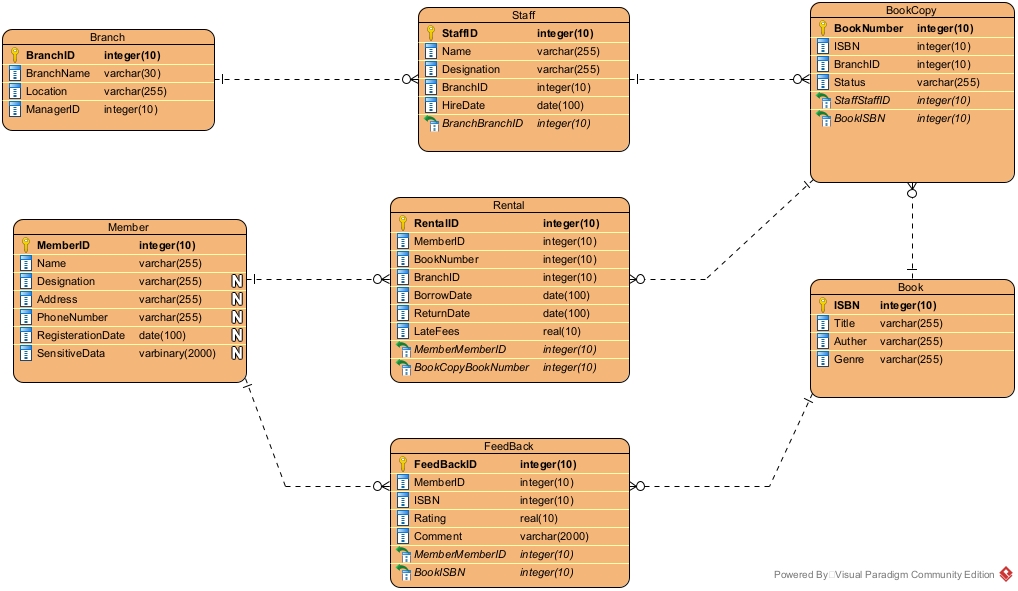 Branch
BranchID integer(10)
BranchName varchar(30)
Location varchar(255)
ManagerID integer(10)
Staff
StaffID integer(10)
Name varchar(255)
Designation varchar(255)
BranchID integer(10)
HireDate date(100)
BranchBranchID integer(10)
BookCopy
BookNumber integer(10)
ISBN integer(10)
BranchID integer(10)
Status varchar(255)
StaffStaffID integer(10)
BookISBN integer(10)
Member
MemberID integer(10)
Name varchar(255)
Designation varchar(255) N
Address varchar(255) N
PhoneNumber varchar(255) N
RegisterationDate date(100) N
SensitiveData varbinary(2000) N
Rental
RentalID integer(10)
MemberID integer(10)
BookNumber integer(10)
BranchID integer(10)
BorrowDate date(100)
ReturnDate date(100)
LateFees real(10)
MemberMemberID integer(10)
BookCopyBookNumber integer(10)
Book
ISBN integer(10)
Title varchar(255)
Auther varchar(255)
Genre varchar(255)
FeedBack
FeedBackID integer(10)
MemberID integer(10)
ISBN integer(10)
Rating real(10)
Comment varchar(2000)
MemberMemberID integer(10)
BookISBN integer(10)
Powered By Visual Paradigm Community Edition